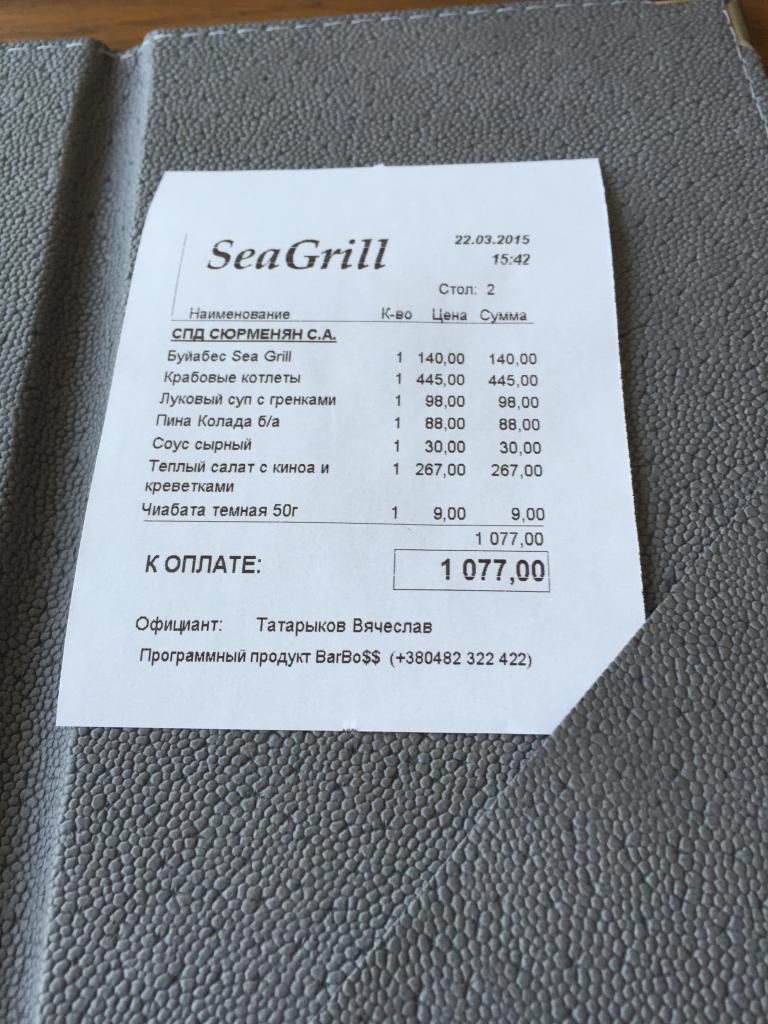 SeaGrill
22.03.2015
15:42
Стол: 2
Наименование К-во Цена Сумма
СПД СЮРМЕНЯН С.А.
Буйабес Sea Grill 1 140,00 140,00
Крабовые котлеты 1 445,00 445,00
Луковый суп с гренками 1 98,00 98,00
Пина Колада б/а 1 88,00 88,00
Соус сырный 1 30,00 30,00
Теплый салат с киноа и 1 267,00 267,00
креветками
Чиабата темная 50г 1 9,00 9,00
1 077,00
К ОПЛАТЕ: 1 077,00
Официант: Татарыков Вячеслав
Программный продукт BarBo$$ (+380482 322 422)